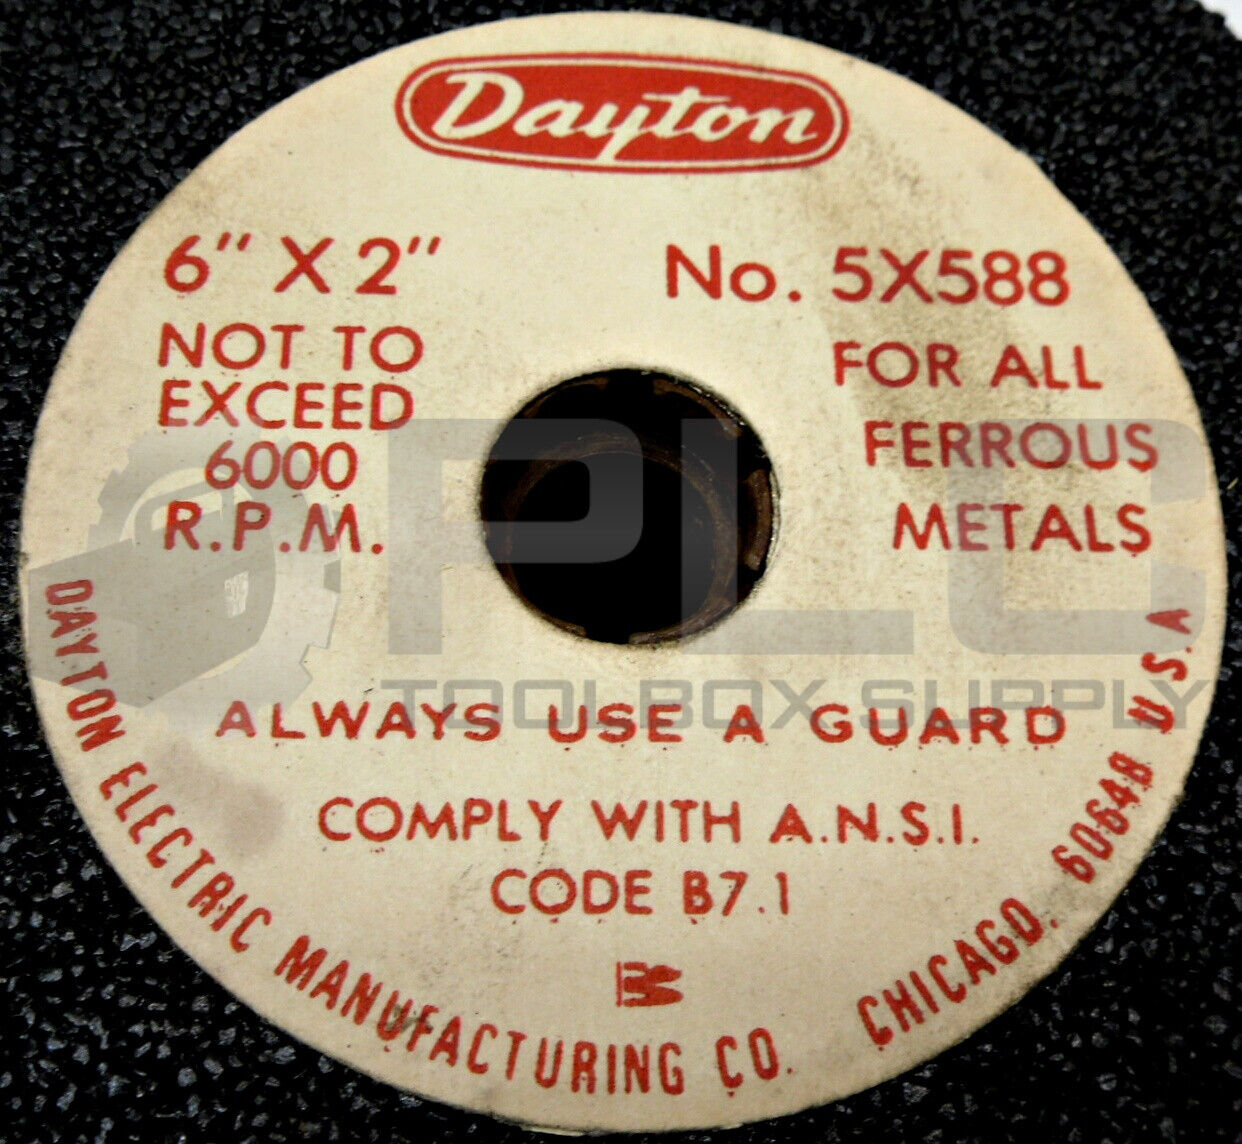 Dayton
6" X 2"
No. 5X588
NOT TO
EXCEED
6000
R.P.M.
FOR ALL
FERROUS
METALS
ALWAYS USE A GUARD
COMPLY WITH A.N.S.I.
CODE B7.1
DAYTON ELECTRIC MANUFACTURING CO. CHICAGO. 60648 U.S.A
PLC
TOOLBOX SUPPLY